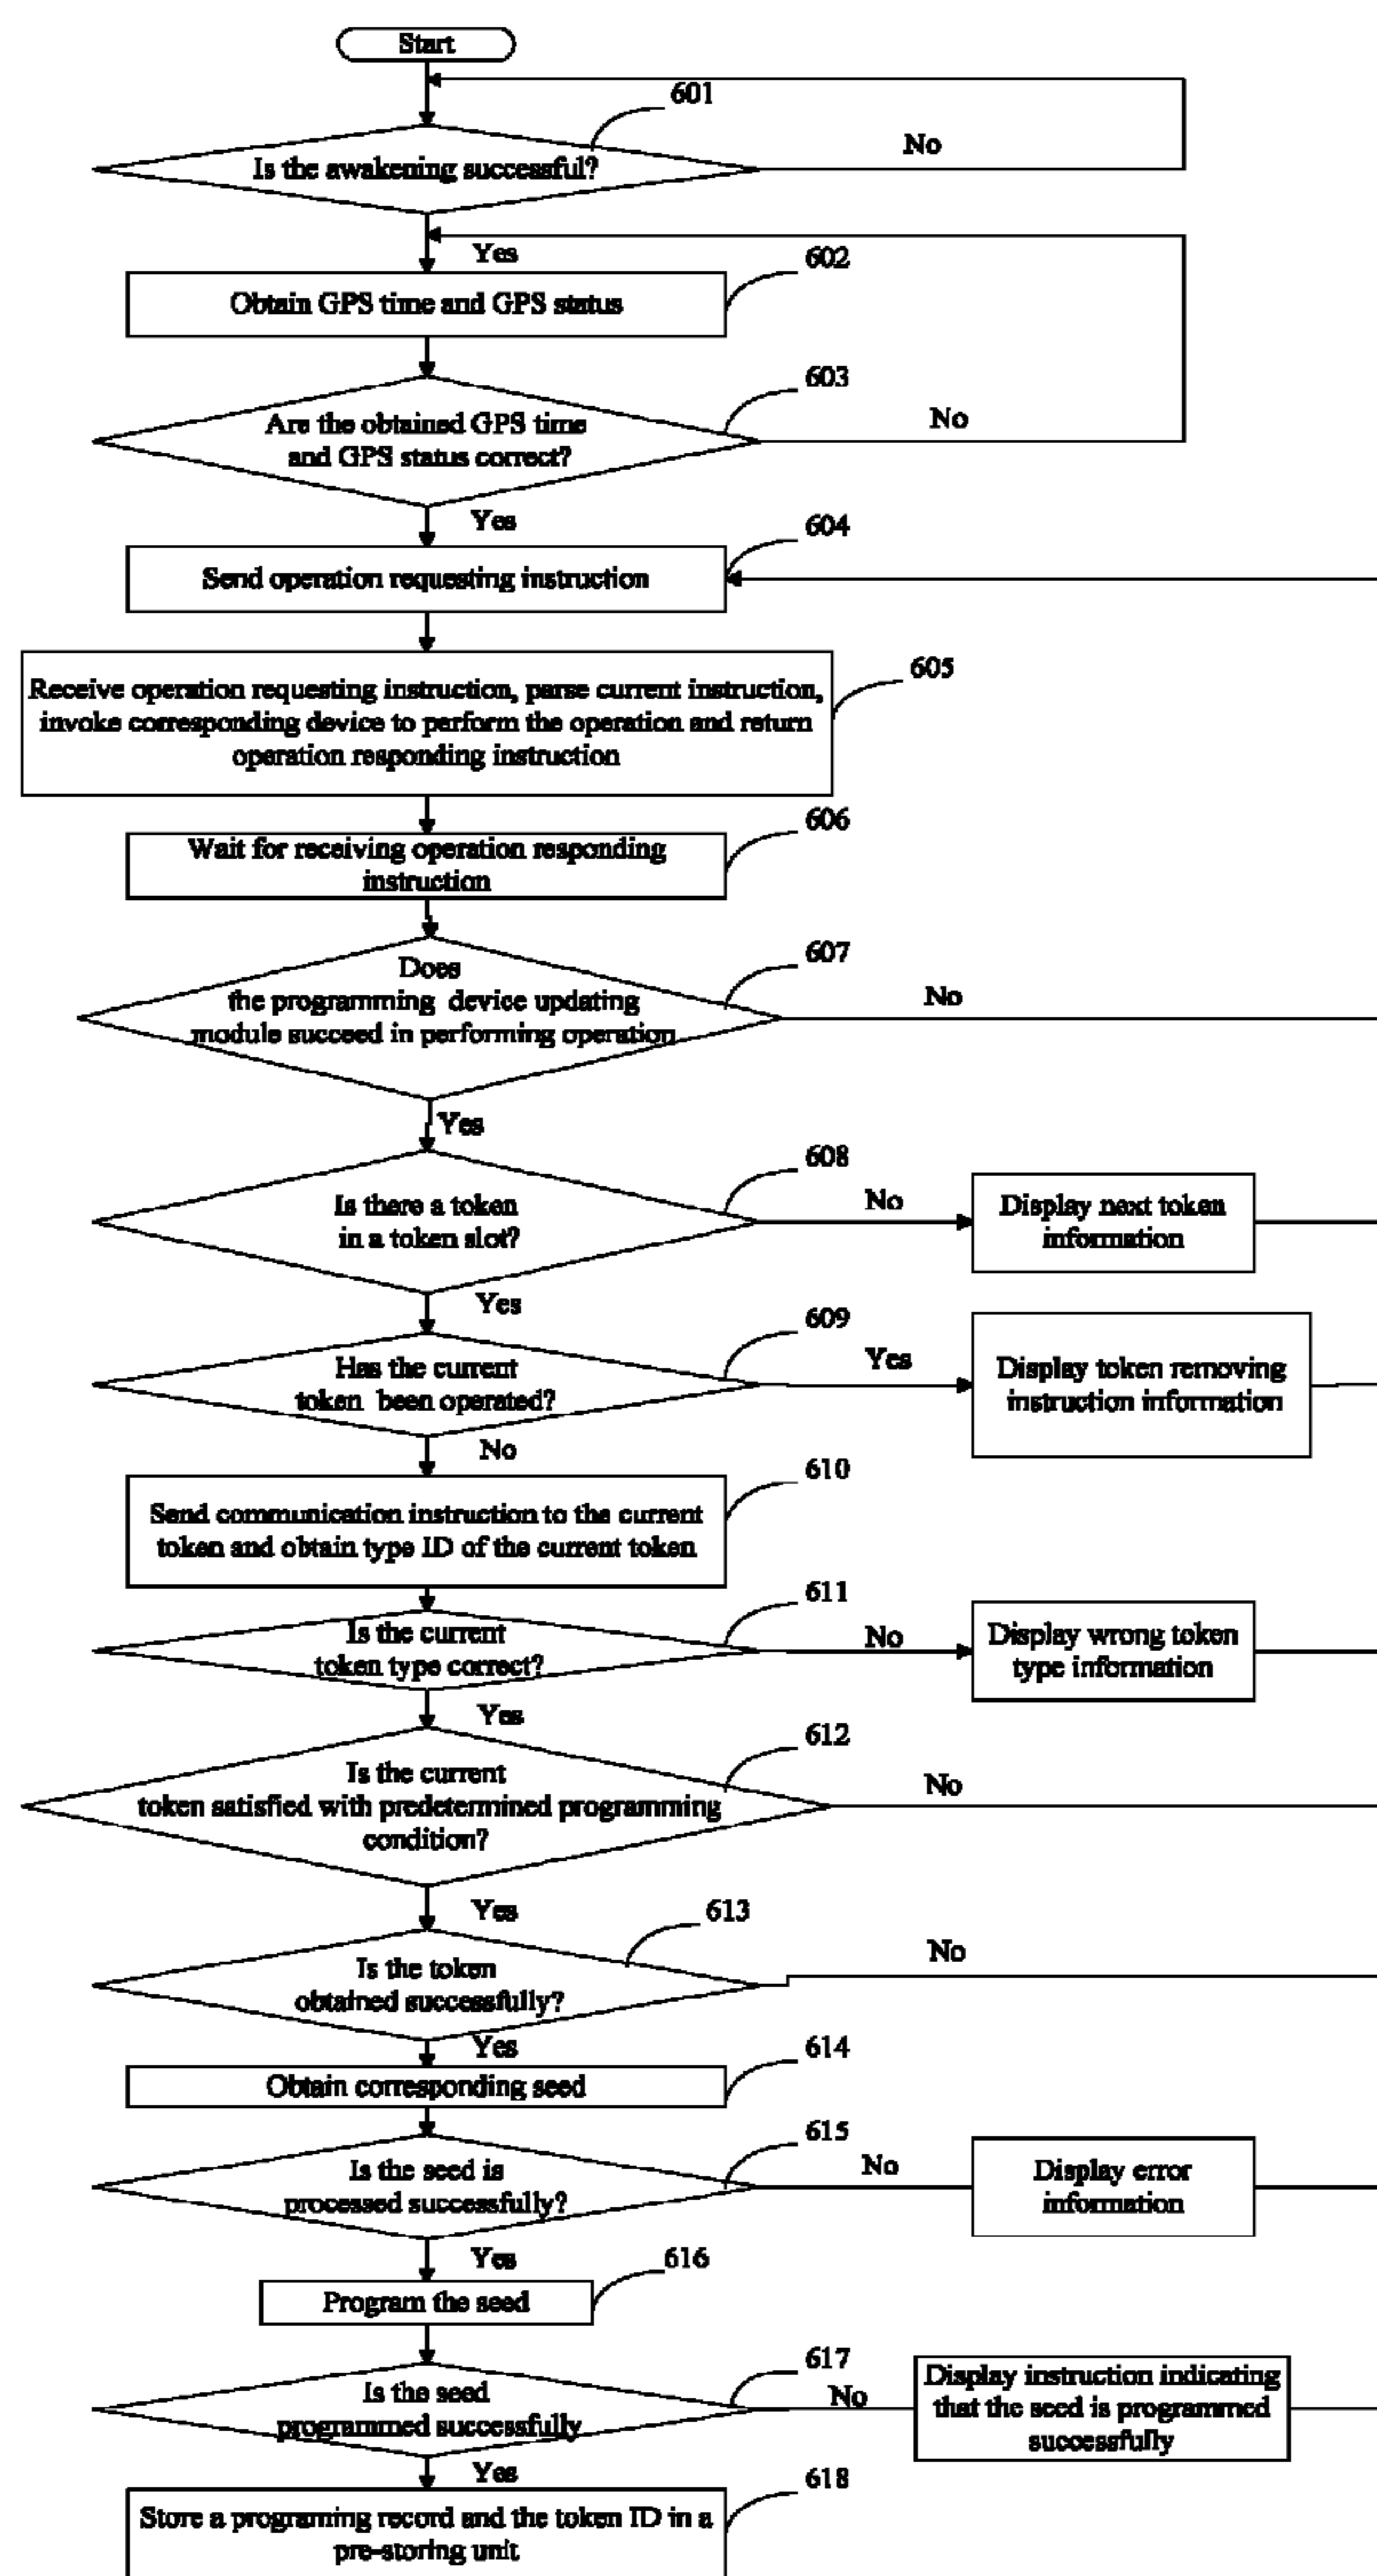 Start
601
Is the awakening successful?
No
Yes
602
Obtain GPS time and GPS status
603
Are the obtained GPS time
and GPS status correct?
No
Yes
604
Send operation requesting instruction
605
Receive operation requesting instruction, parse current instruction,
invoke corresponding device to perform the operation and return
operation responding instruction
606
Wait for receiving operation responding
instruction
607
Does
the programming device updating
module succeed in performing operation
No
Yes
608
Is there a token
in a token slot?
No
Display next token
information
Yes
609
Has the current
token been operated?
Yes
Display token removing
instruction information
No
610
Send communication instruction to the current
token and obtain type ID of the current token
611
Is the current
token type correct?
No
Display wrong token
type information
Yes
612
Is the current
token satisfied with predetermined programming
condition?
No
Yes
613
Is the token
obtained successfully?
No
Yes
614
Obtain corresponding seed
615
Is the seed is
processed successfully?
No
Display error
information
Yes
616
Program the seed
617
Is the seed
programmed successfully
No
Display instruction indicating
that the seed is programmed
successfully
Yes
618
Store a programing record and the token ID in a
pre-storing unit